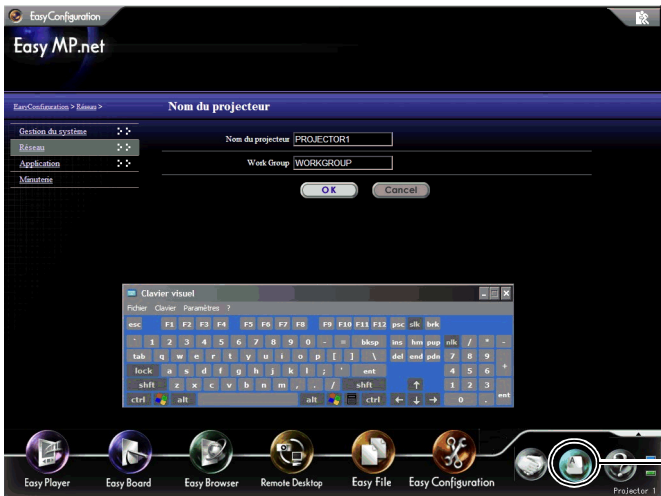 EasyConfiguration
Easy MP.net
EasyConfiguration > Réseau >
Nom du projecteur
Gestion du système
Réseau
Application
Minuterie
Nom du projecteur PROJECTOR1
Work Group WORKGROUP
OK Cancel
Clavier visuel
Fichier Clavier Paramètres ?
esc F1 F2 F3 F4 F5 F6 F7 F8 F9 F10 F11 F12 psc slk brk
` 1 2 3 4 5 6 7 8 9 0 - = bksp ins hm pup nlk / * -
tab q w e r t y u i o p [ ] \ del end pdn 7 8 9 +
lock a s d f g h j k l ; ' ent 4 5 6
shft z x c v b n m , . / shft ↑ 1 2 3 ent
ctrl alt alt ctrl ← ↓ → 0 .
Easy Player Easy Board Easy Browser Remote Desktop Easy File Easy Configuration
A ?
Projector 1